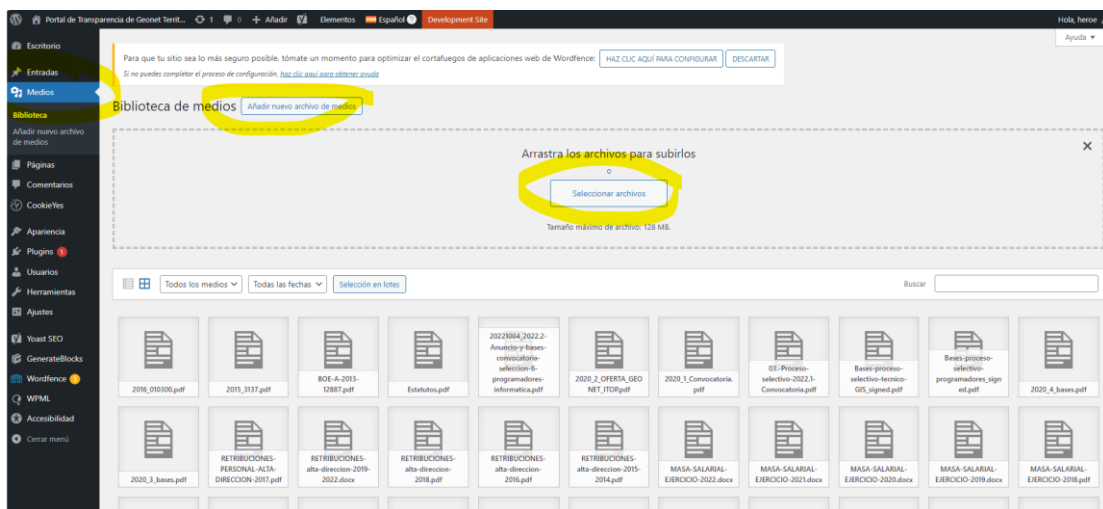 Portal de Transparencia de Geonet Territ... 1 0 Añadir Elementos Español Development Site Hola, heroe
Ayuda
Escritorio
Entradas
Medios
Biblioteca
Añadir nuevo archivo
de medios
Páginas
Comentarios
CookieYes
Apariencia
Plugins 1
Usuarios
Herramientas
Ajustes
Yoast SEO
GenerateBlocks
Wordfence 3
WPML
Accesibilidad
Cerrar menú
Para que tu sitio sea lo más seguro posible, tómate un momento para optimizar el cortafuegos de aplicaciones web de Wordfence: HAZ CLIC AQUÍ PARA CONFIGURAR DESCARTAR
Si no puedes completar el proceso de configuración, haz clic aquí para obtener ayuda
Biblioteca de medios Añadir nuevo archivo de medios
Arrastra los archivos para subirlos
o
Seleccionar archivos
Tamaño máximo de archivo: 128 MB.
Todos los medios Todas las fechas Selección en lotes Buscar
2016_010300.pdf
2015_3137.pdf
BOE-A-2013-
12887.pdf
Estatutos.pdf
20221004_2022.2-
Anuncio-y-bases-
convocatoria-
seleccion-6-
programadores-
informatica.pdf
2020_2_OFERTA_GEO
NET_ITOP.pdf
2020_1_Convocatoria.
pdf
03.-Proceso-
selectivo-2022.1-
Convocatoria.pdf
Bases-proceso-
selectivo-tecnico-
GIS_signed.pdf
Bases-proceso-
selectivo-
programadores_sign
ed.pdf
2020_4_bases.pdf
2020_3_bases.pdf
RETRIBUCIONES-
PERSONAL-ALTA-
DIRECCION-2017.pdf
RETRIBUCIONES-
alta-direccion-2019-
2022.docx
RETRIBUCIONES-
alta-direccion-
2018.pdf
RETRIBUCIONES-
alta-direccion-
2016.pdf
RETRIBUCIONES-
alta-direccion-2015-
2014.pdf
MASA-SALARIAL-
EJERCICIO-2022.docx
MASA-SALARIAL-
EJERCICIO-2021.docx
MASA-SALARIAL-
EJERCICIO-2020.docx
MASA-SALARIAL-
EJERCICIO-2019.docx
MASA-SALARIAL-
EJERCICIO-2018.pdf